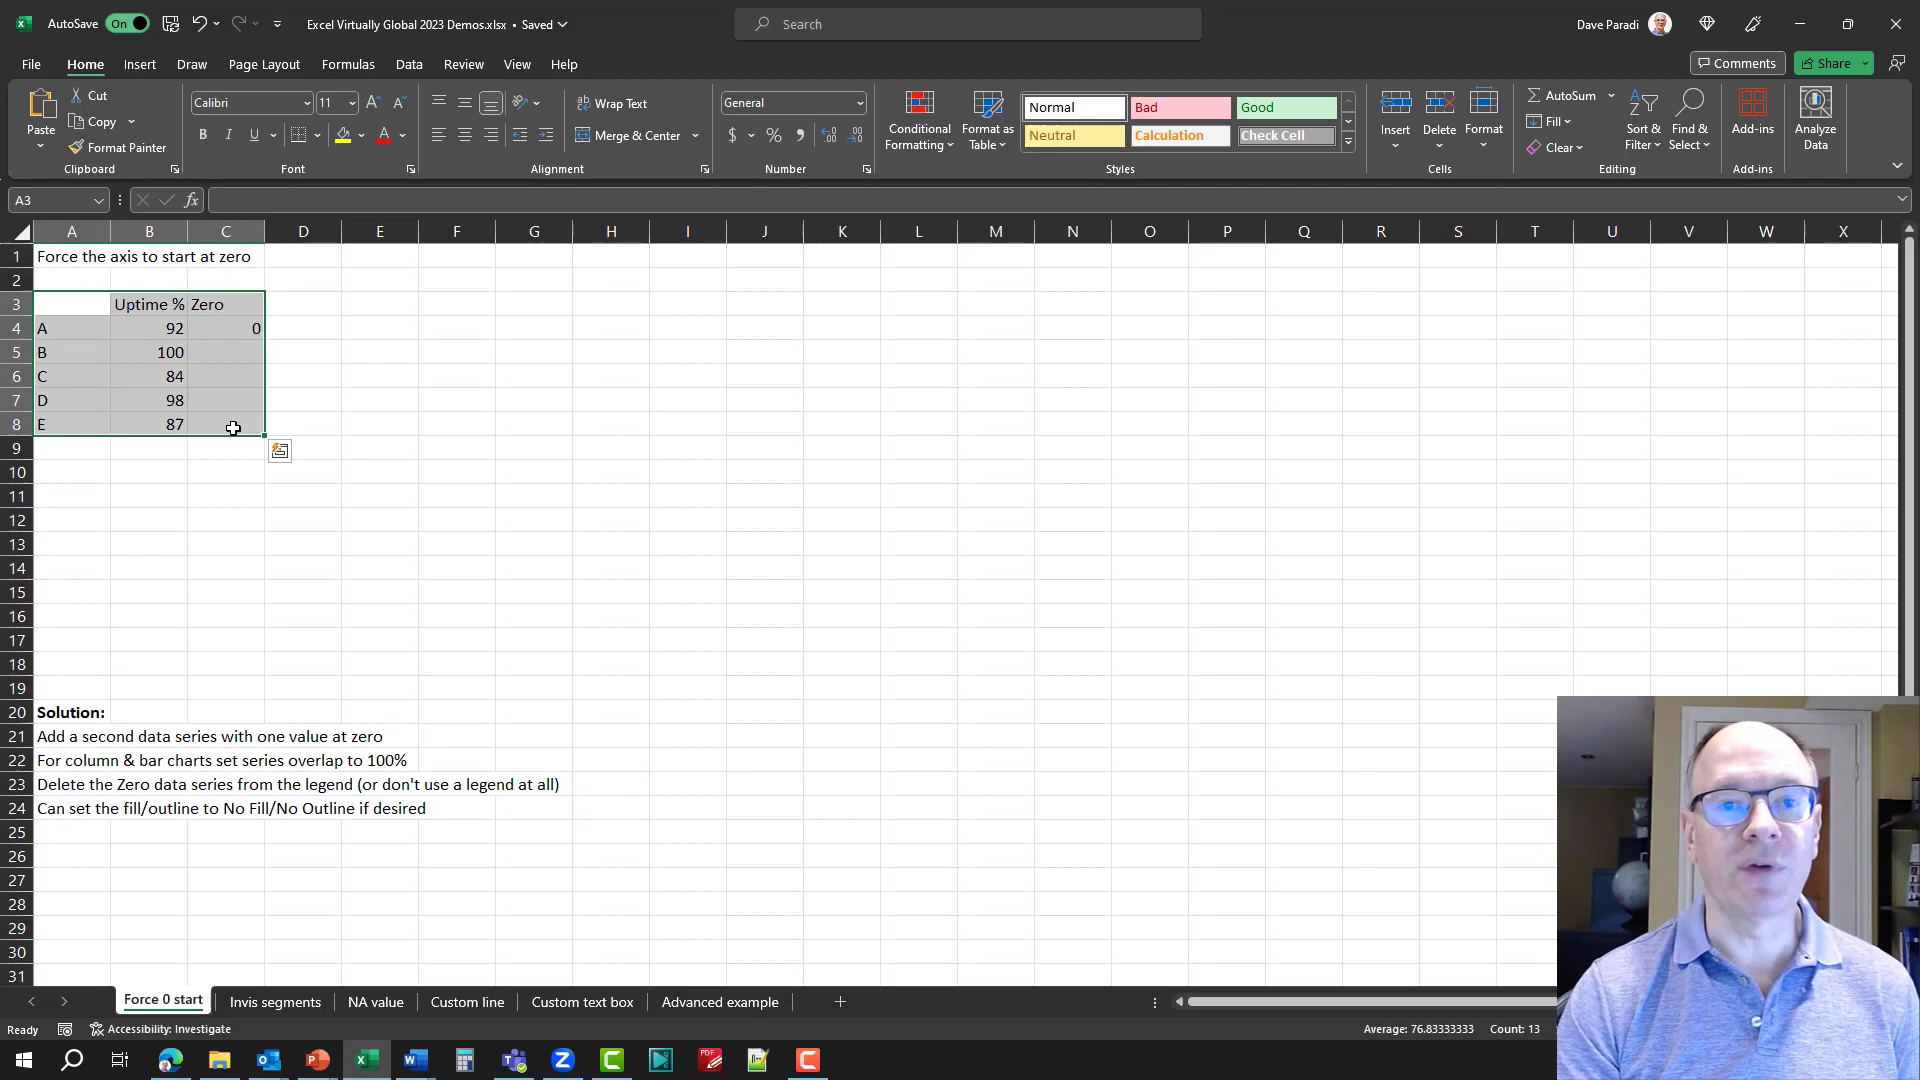 AutoSave On Excel Virtually Global 2023 Demos.xlsx • Saved Search Dave Paradi
File Home Insert Draw Page Layout Formulas Data Review View Help Comments Share
Paste Cut Copy Format Painter Clipboard
Calibri 11 B I U A Font
Wrap Text Merge & Center Alignment
General $ % Number
Conditional Formatting Format as Table Normal Bad Good Neutral Calculation Check Cell Styles
Insert Delete Format Cells
AutoSum Fill Clear Sort & Filter Find & Select Editing
Add-ins Add-ins Analyze Data
A3 fx
A B C D E F G H I J K L M N O P Q R S T U V W X
1 Force the axis to start at zero
2
3 Uptime % Zero
4 A 92 0
5 B 100
6 C 84
7 D 98
8 E 87
9
10
11
12
13
14
15
16
17
18
19
20 Solution:
21 Add a second data series with one value at zero
22 For column & bar charts set series overlap to 100%
23 Delete the Zero data series from the legend (or don't use a legend at all)
24 Can set the fill/outline to No Fill/No Outline if desired
25
26
27
28
29
30
31
Force 0 start Invis segments NA value Custom line Custom text box Advanced example
Ready Accessibility: Investigate Average: 76.83333333 Count: 13